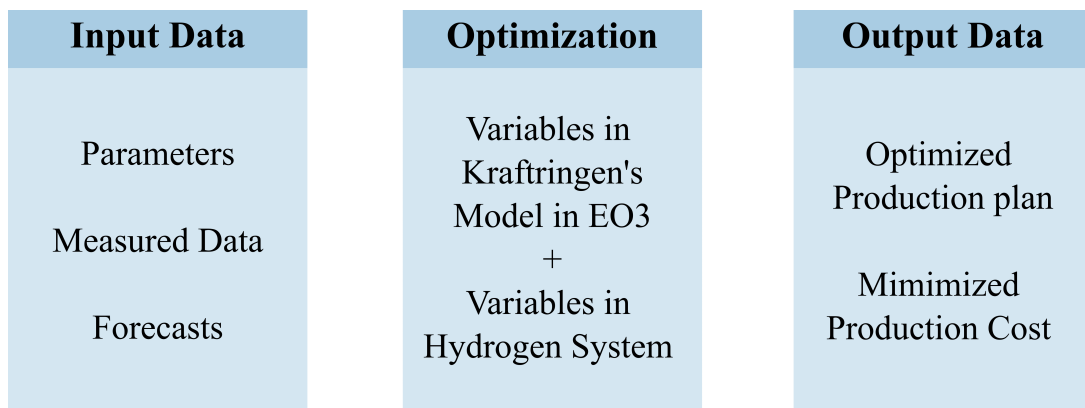 Input Data
Parameters
Measured Data
Forecasts
Optimization
Variables in
Kraftringen's
Model in EO3
+
Variables in
Hydrogen System
Output Data
Optimized
Production plan
Mimimized
Production Cost